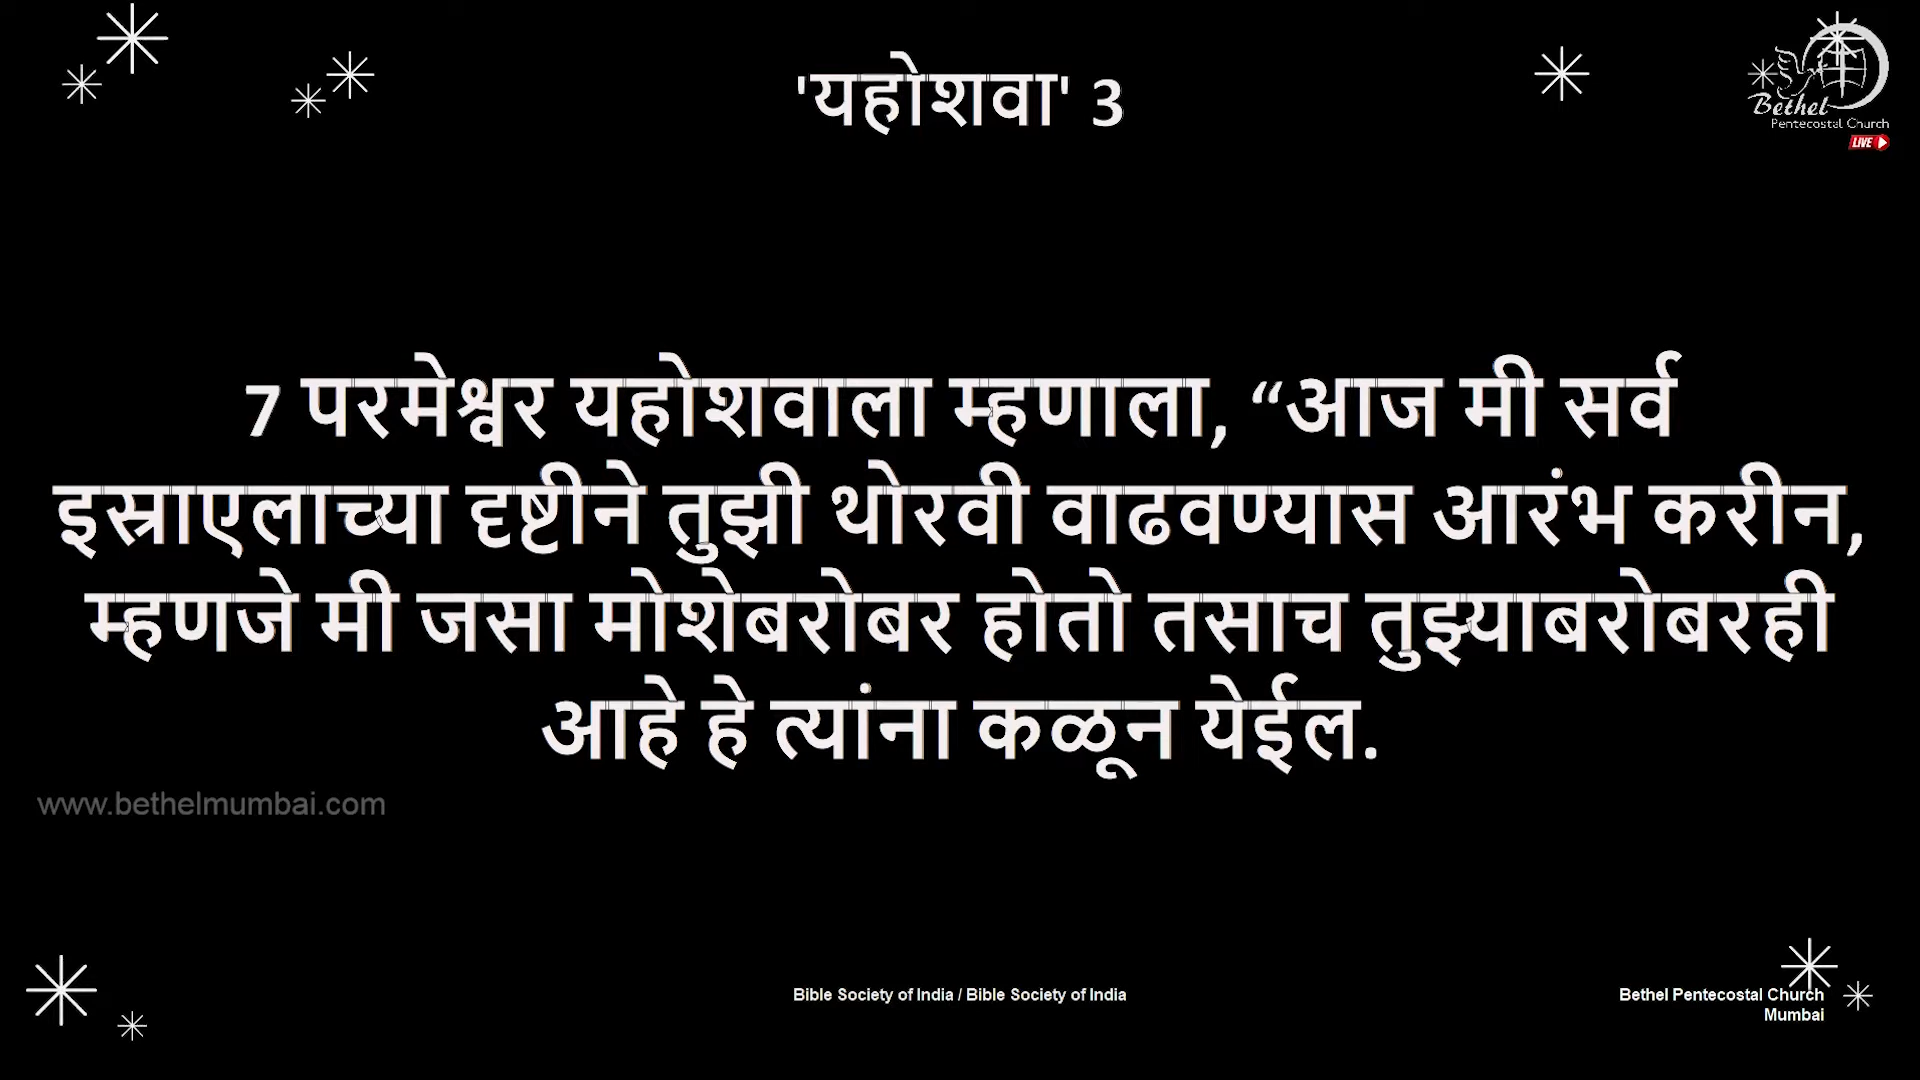 'यहोशवा' 3
Bethel
Pentecostal Church
LIVE
7 परमेश्वर यहोशवाला म्हणाला, “आज मी सर्व
इस्राएलाच्या दृष्टीने तुझी थोरवी वाढवण्यास आरंभ करीन,
म्हणजे मी जसा मोशेबरोबर होतो तसाच तुझ्याबरोबरही
आहे हे त्यांना कळून येईल.
www.bethelmumbai.com
Bible Society of India / Bible Society of India
Bethel Pentecostal Church
Mumbai